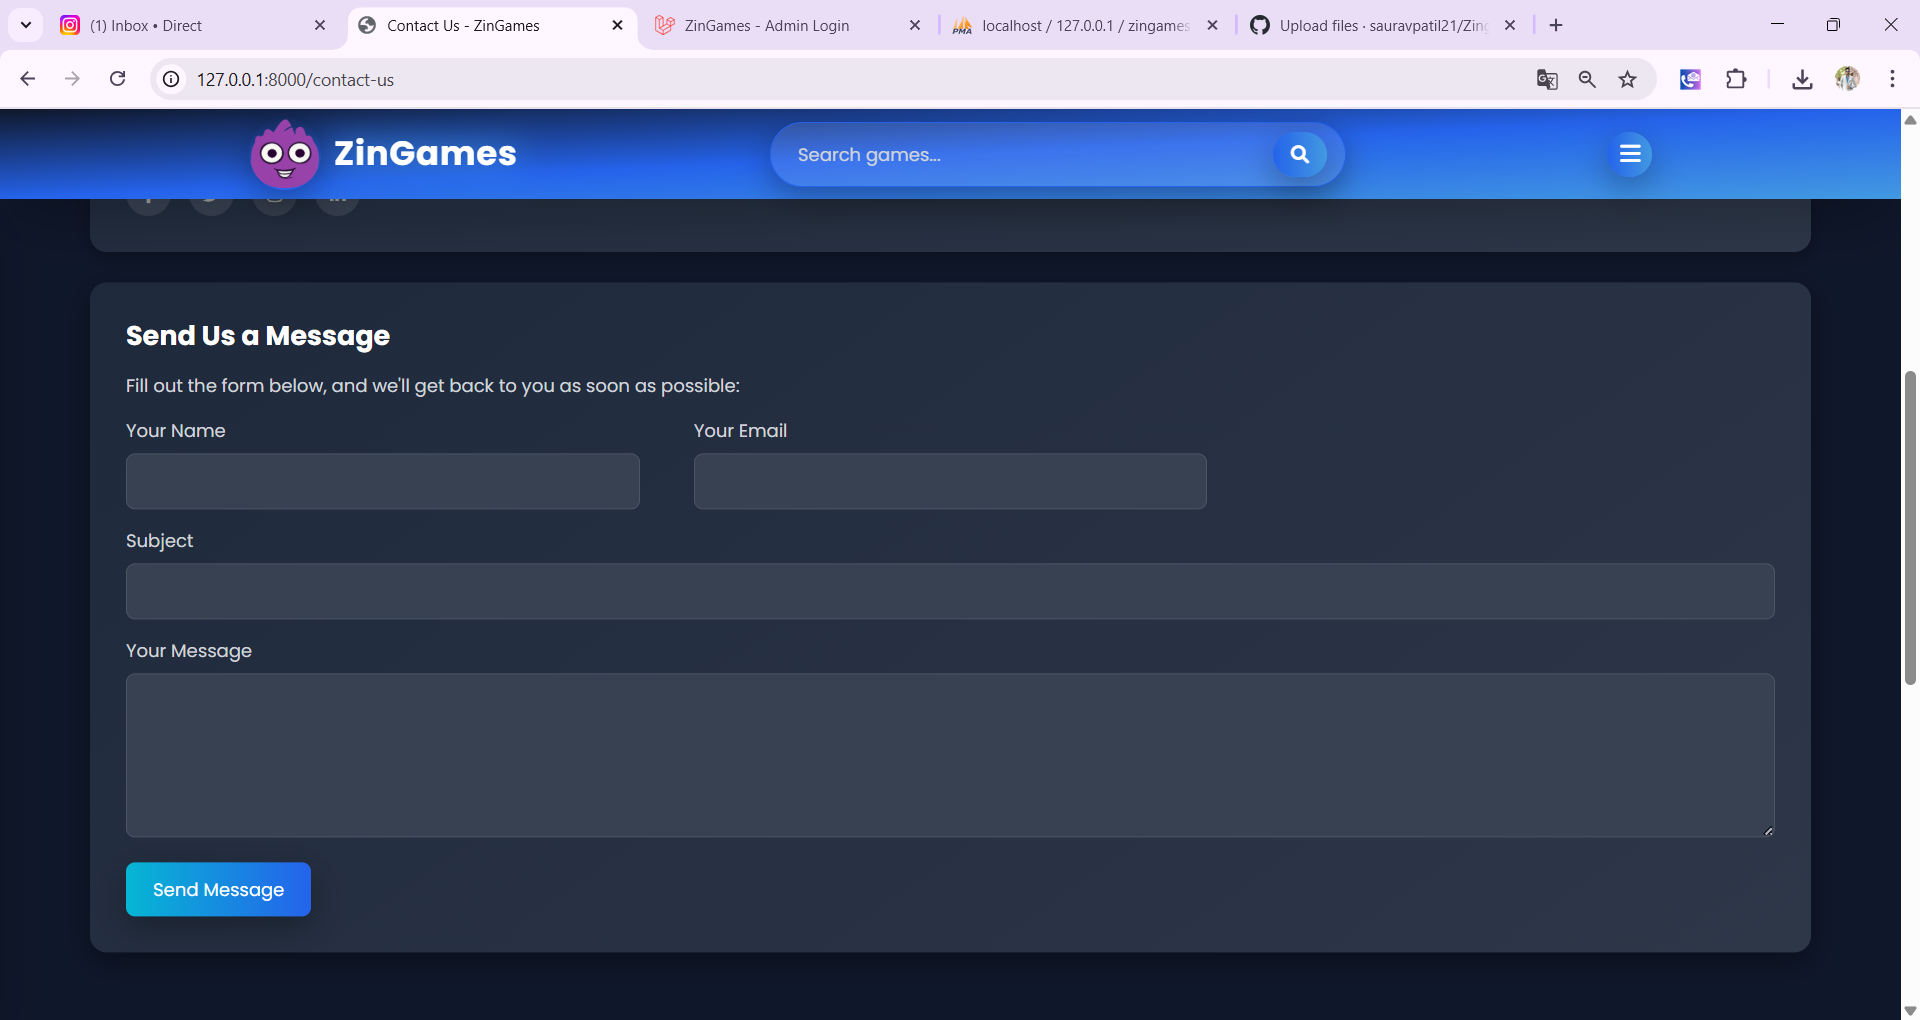 (1) Inbox • Direct
Contact Us - ZinGames
ZinGames - Admin Login
localhost / 127.0.0.1 / zingames
Upload files · sauravpatil21/Zin
127.0.0.1:8000/contact-us
ZinGames
Search games...
Send Us a Message
Fill out the form below, and we'll get back to you as soon as possible:
Your Name
Your Email
Subject
Your Message
Send Message